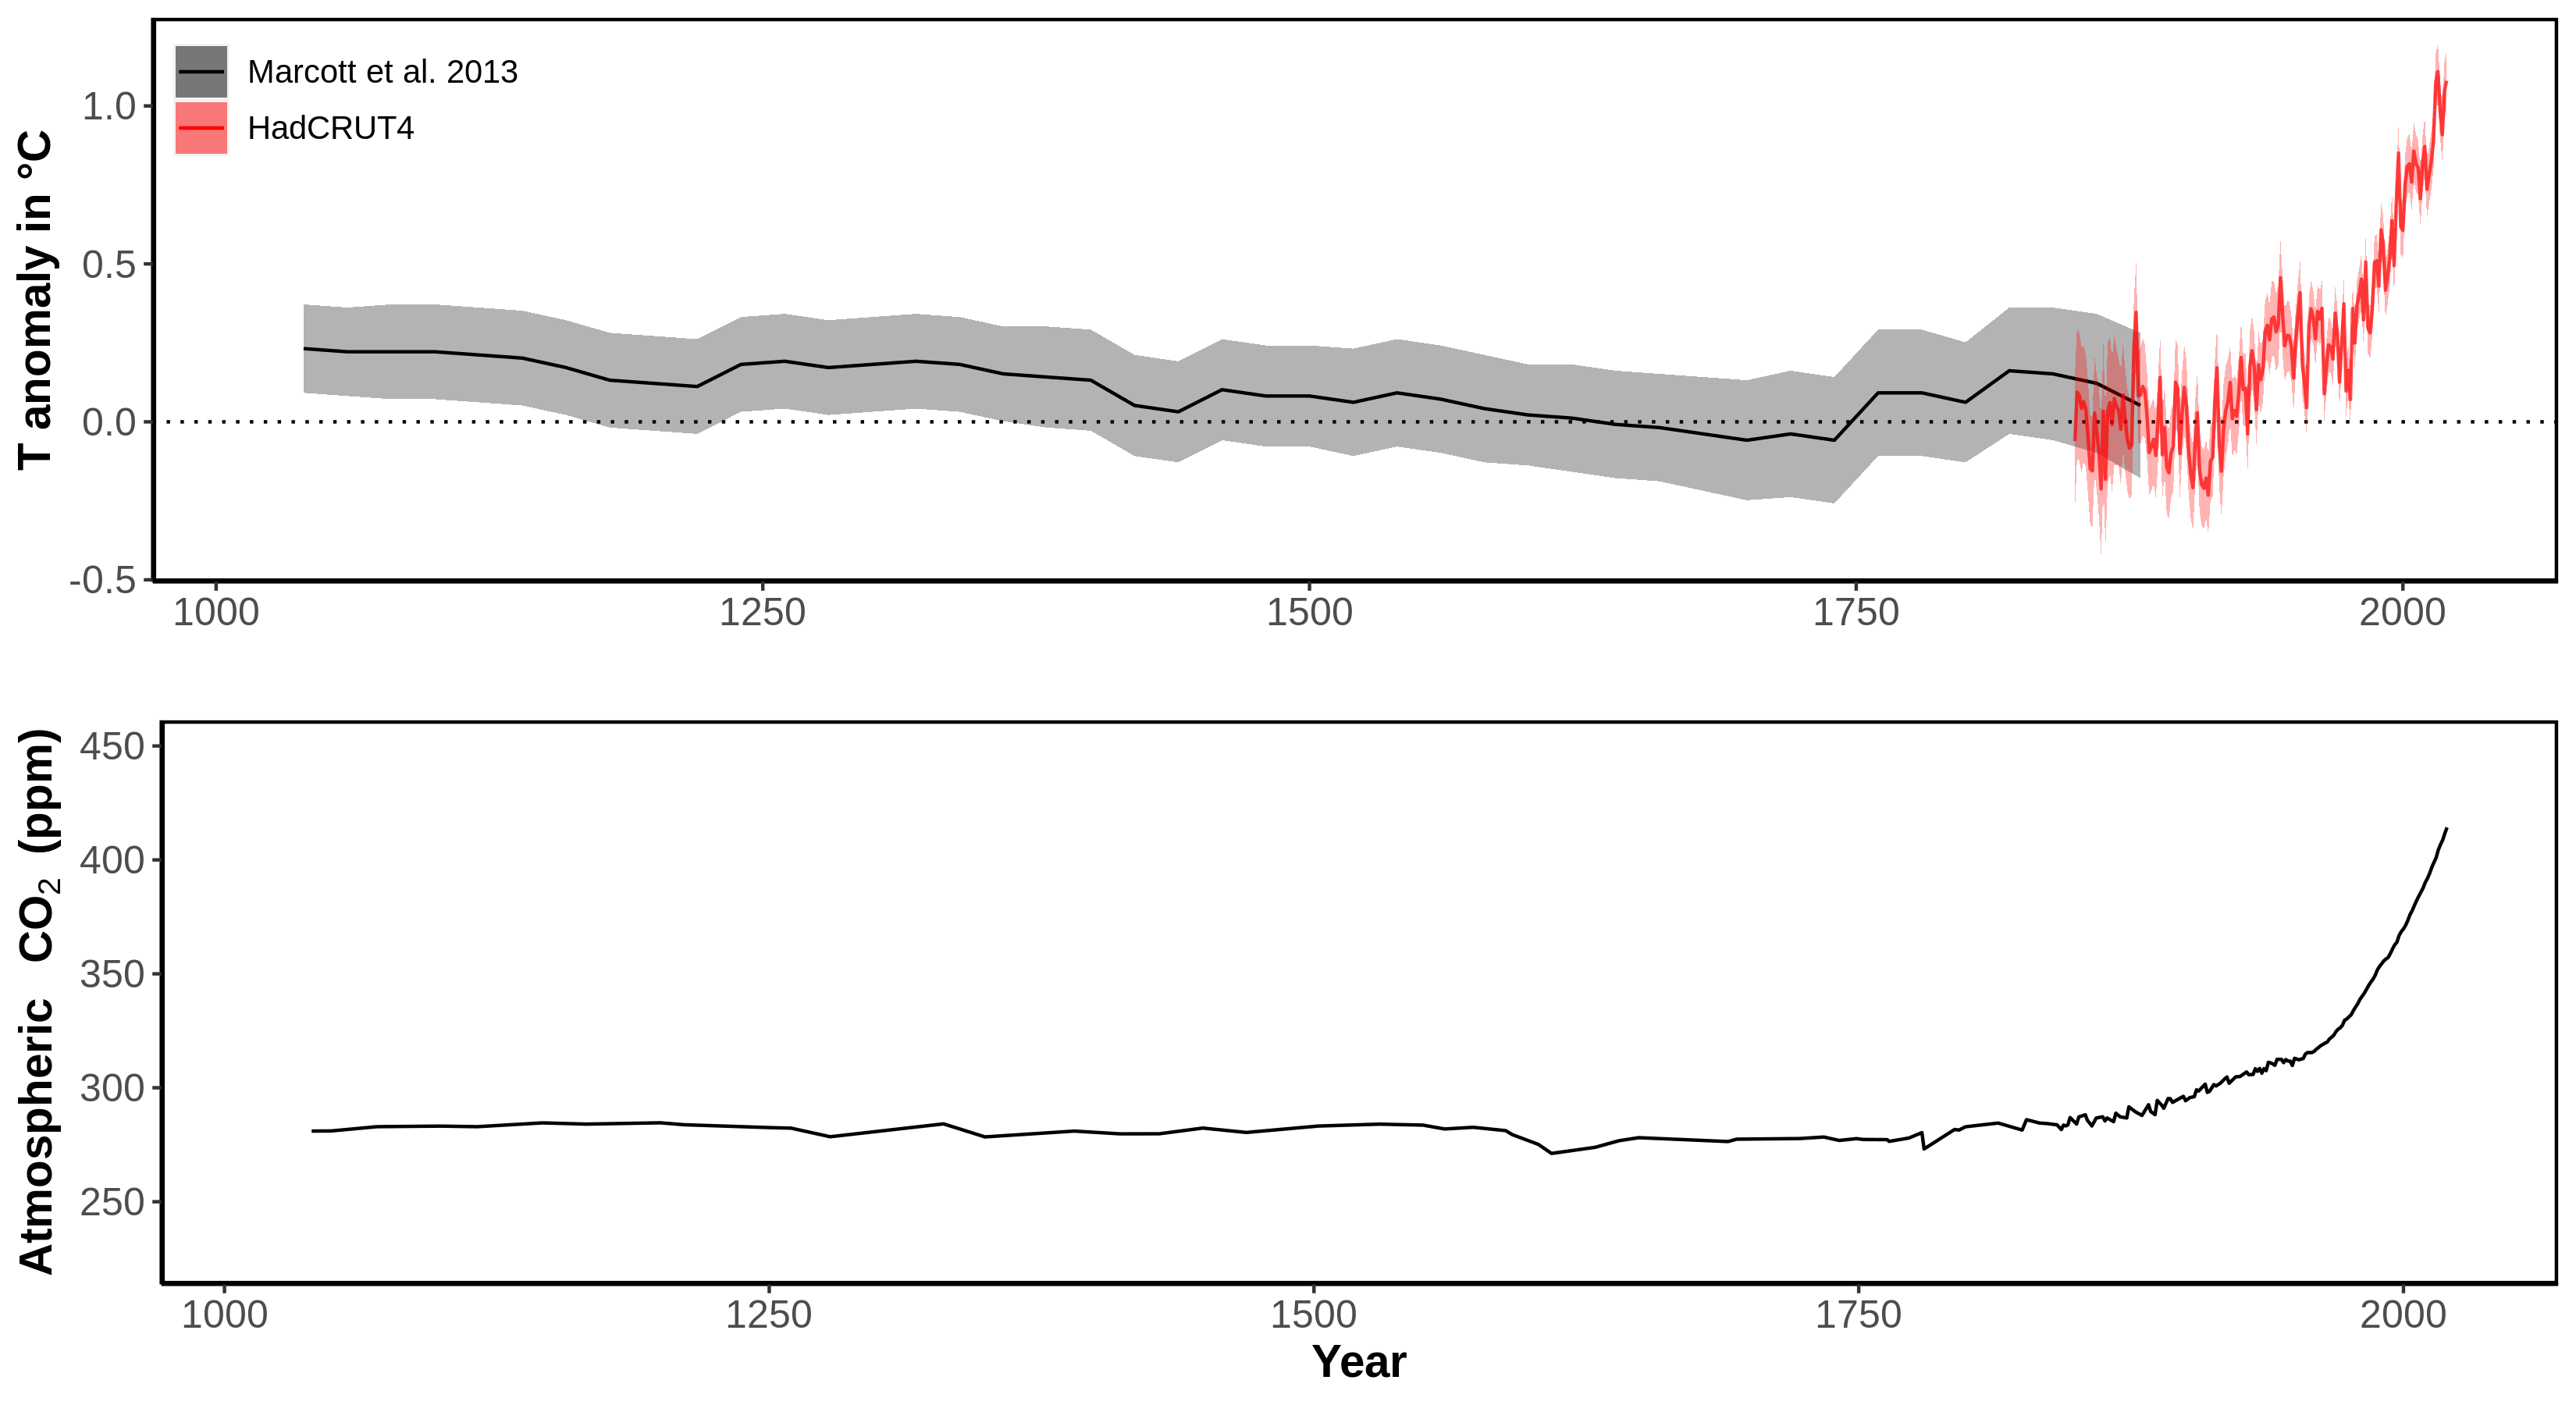 Marcott et al. 2013
HadCRUT4
T anomaly in °C
1.0
0.5
0.0
-0.5
1000 1250 1500 1750 2000
Atmospheric CO₂ (ppm)
450
400
350
300
250
1000 1250 1500 1750 2000
Year